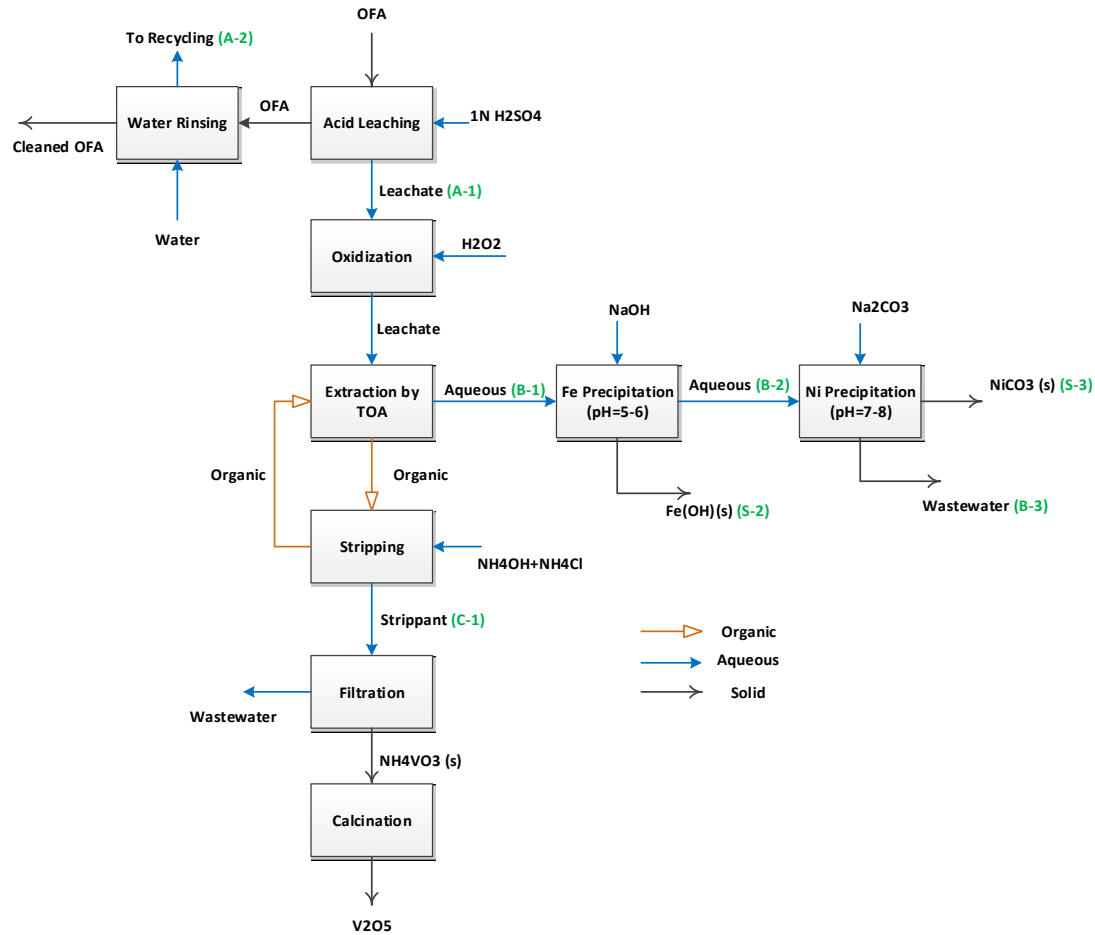 OFA
To Recycling (A-2)
Water Rinsing
OFA
Acid Leaching
1N H2SO4
Cleaned OFA
Leachate (A-1)
Water
Oxidization
H2O2
Leachate
NaOH
Na2CO3
Extraction by
TOA
Aqueous (B-1)
Fe Precipitation
(pH=5-6)
Aqueous (B-2)
Ni Precipitation
(pH=7-8)
NiCO3 (s) (S-3)
Organic
Organic
Fe(OH)(s) (S-2)
Wastewater (B-3)
Stripping
NH4OH+NH4Cl
Strippant (C-1)
Organic
Aqueous
Solid
Filtration
Wastewater
NH4VO3 (s)
Calcination
V2O5